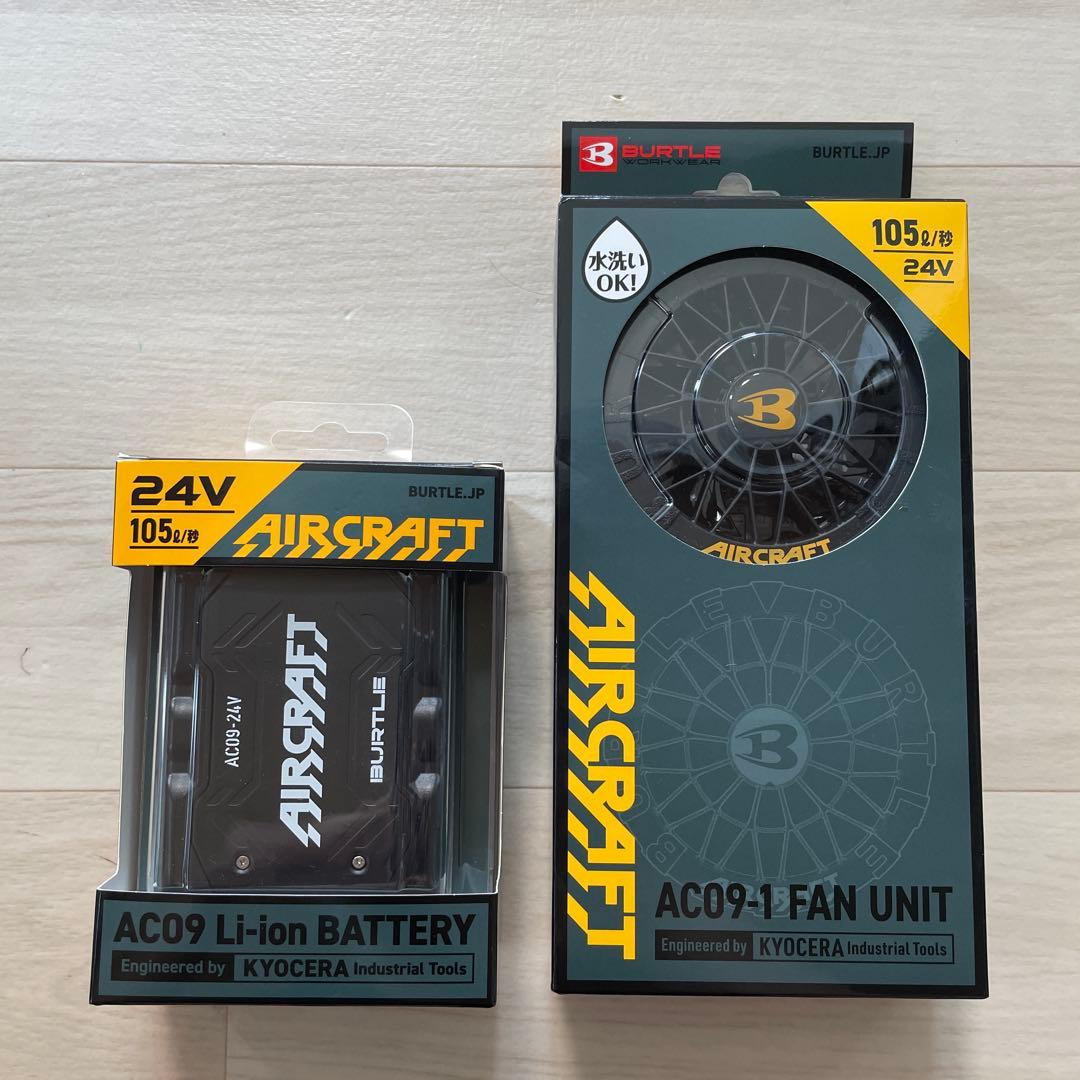 24V
105ℓ/秒
BURTLE.JP
AIRCRAFT
AC09-24V
AIRCRAFT
BURTLE
AC09 Li-ion BATTERY
Engineered by KYOCERA Industrial Tools
B BURTLE
WORKWEAR
BURTLE.JP
水洗い
OK!
105ℓ/秒
24V
B
AIRCRAFT
AIRCRAFT
B
AIRCRAFT
AC09-1 FAN UNIT
Engineered by KYOCERA Industrial Tools